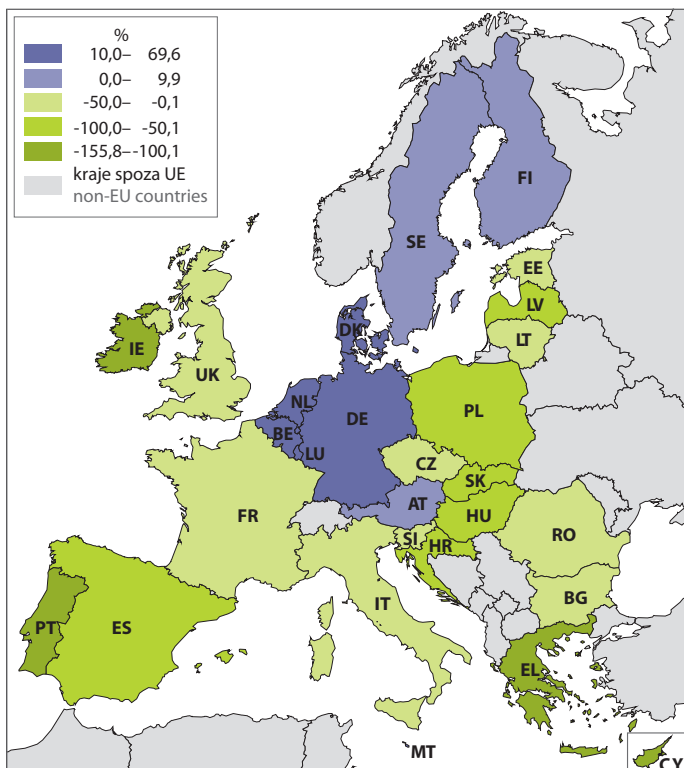 %
10,0– 69,6
0,0– 9,9
-50,0– -0,1
-100,0– -50,1
-155,8– -100,1
kraje spoza UE
non-EU countries
FI
SE
EE
LV
DK
LT
IE
UK
NL
DE
PL
BE
LU
CZ
SK
AT
HU
FR
SI
HR
RO
IT
BG
PT
ES
EL
MT
CY